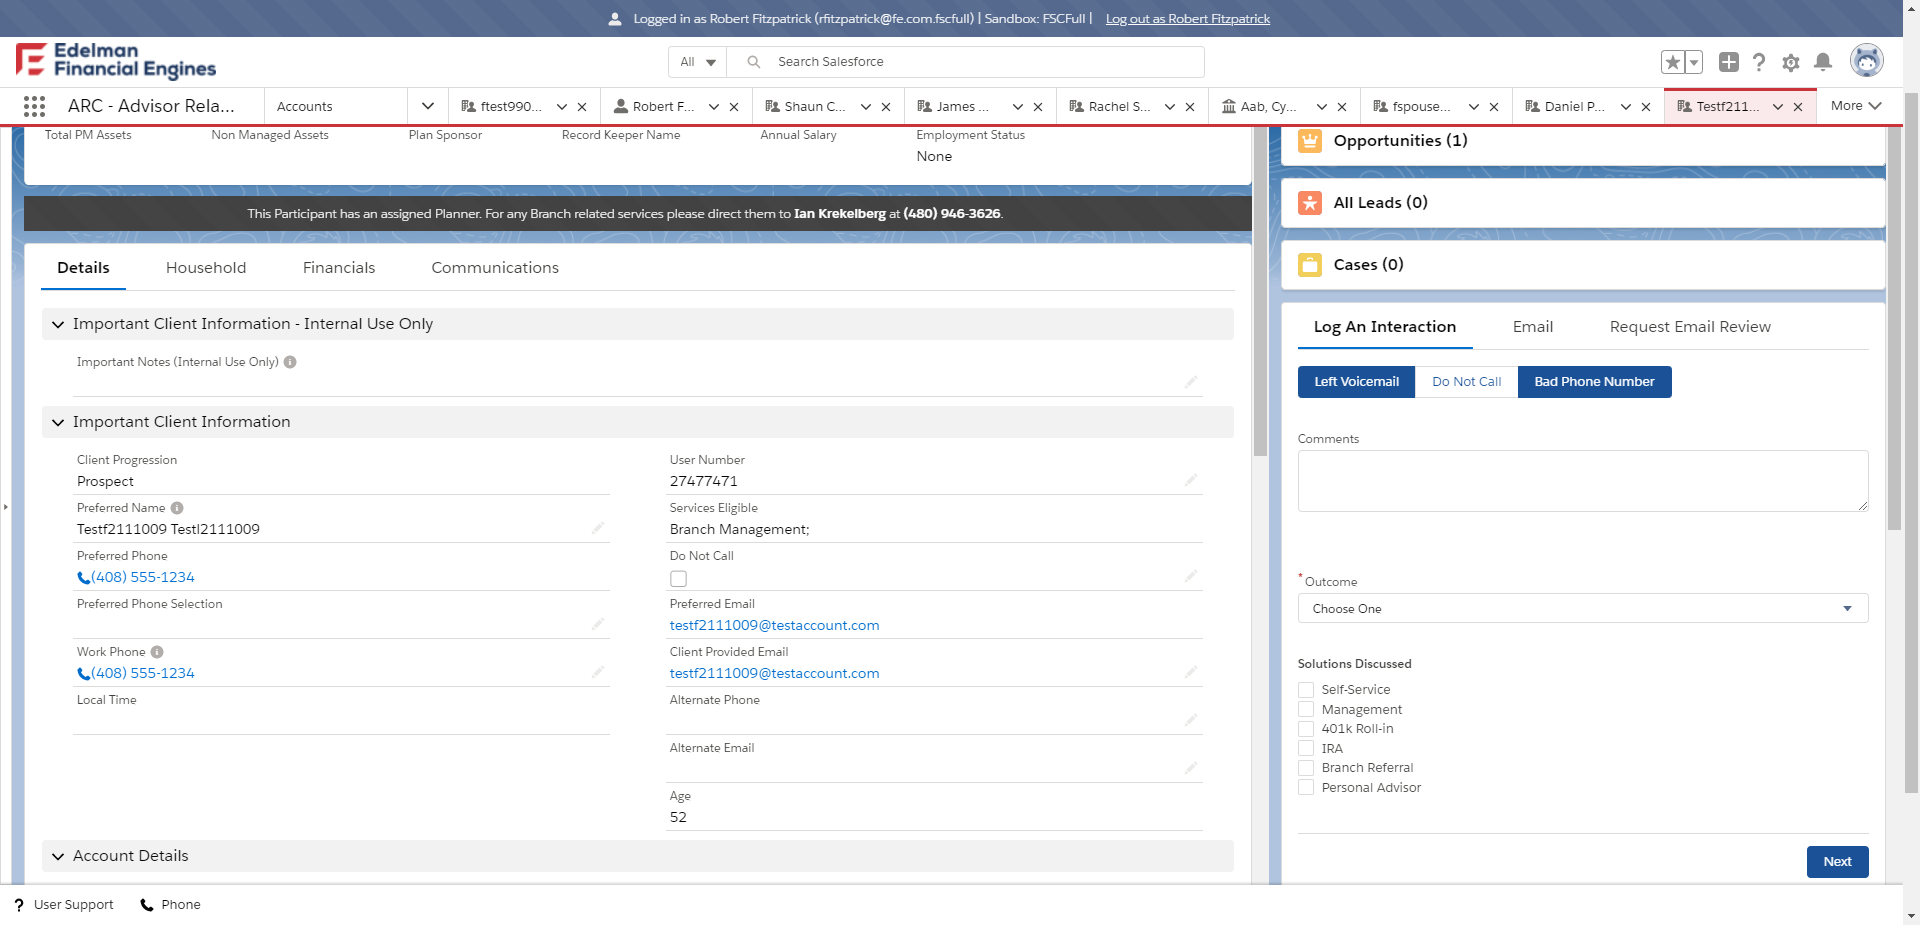 Logged in as Robert Fitzpatrick (rfitzpatrick@fe.com.fscfull) | Sandbox: FSCFull | Log out as Robert Fitzpatrick
Edelman
Financial Engines
All
Search Salesforce
ARC - Advisor Rela...
Accounts
ftest990...
Robert F...
Shaun C...
James ...
Rachel S...
Aab, Cy...
fspouse...
Daniel P...
Testf211...
More
Total PM Assets
Non Managed Assets
Plan Sponsor
Record Keeper Name
Annual Salary
Employment Status
None
This Participant has an assigned Planner. For any Branch related services please direct them to Ian Krekelberg at (480) 946-3626.
Details
Household
Financials
Communications
Important Client Information - Internal Use Only
Important Notes (Internal Use Only)
Important Client Information
Client Progression
Prospect
Preferred Name
Testf2111009 Testl2111009
Preferred Phone
(408) 555-1234
Preferred Phone Selection
Work Phone
(408) 555-1234
Local Time
User Number
27477471
Services Eligible
Branch Management;
Do Not Call
Preferred Email
testf2111009@testaccount.com
Client Provided Email
testf2111009@testaccount.com
Alternate Phone
Alternate Email
Age
52
Account Details
Opportunities (1)
All Leads (0)
Cases (0)
Log An Interaction
Email
Request Email Review
Left Voicemail
Do Not Call
Bad Phone Number
Comments
*Outcome
Choose One
Solutions Discussed
Self-Service
Management
401k Roll-in
IRA
Branch Referral
Personal Advisor
Next
User Support
Phone